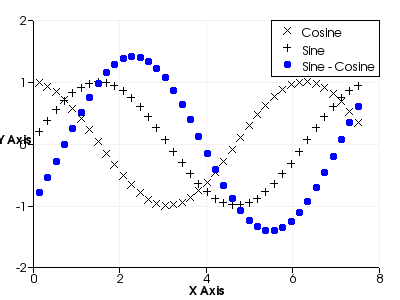 2
Cosine
Sine
Sine - Cosine
1
Y Axis
0
-1
-2
0 2 4 6 8
X Axis